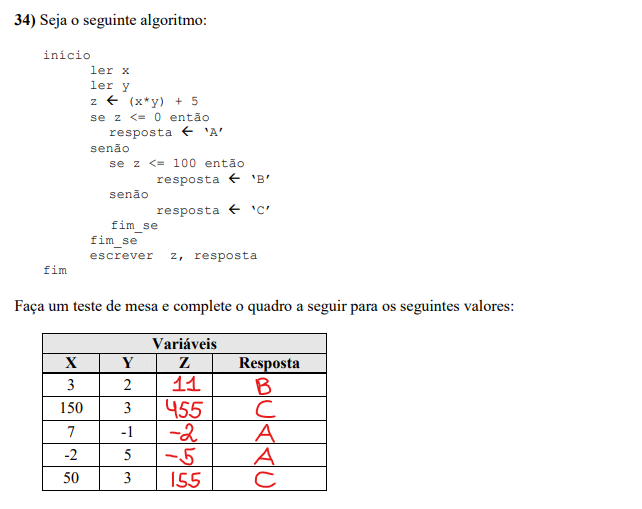 34) Seja o seguinte algoritmo:
início
ler x
ler y
z ← (x*y) + 5
se z <= 0 então
resposta ← ‘A’
senão
se z <= 100 então
resposta ← ‘B’
senão
resposta ← ‘C’
fim_se
fim_se
escrever z, resposta
fim
Faça um teste de mesa e complete o quadro a seguir para os seguintes valores:
Variáveis
X Y Z Resposta
3 2 11 B
150 3 455 C
7 -1 -2 A
-2 5 -5 A
50 3 155 C